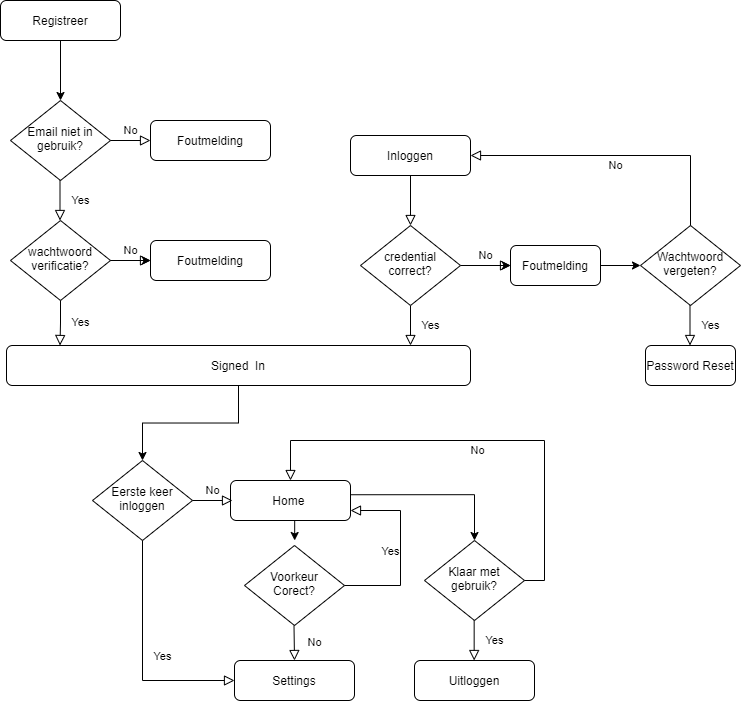 Registreer
Email niet in
gebruik?
No
Foutmelding
Yes
wachtwoord
verificatie?
No
Foutmelding
Yes
Inloggen
No
credential
correct?
No
Foutmelding
Wachtwoord
vergeten?
Yes
Yes
Password Reset
Signed In
Eerste keer
inloggen
No
Home
No
Yes
Voorkeur
Corect?
Klaar met
gebruik?
No
Yes
Yes
Settings
Uitloggen